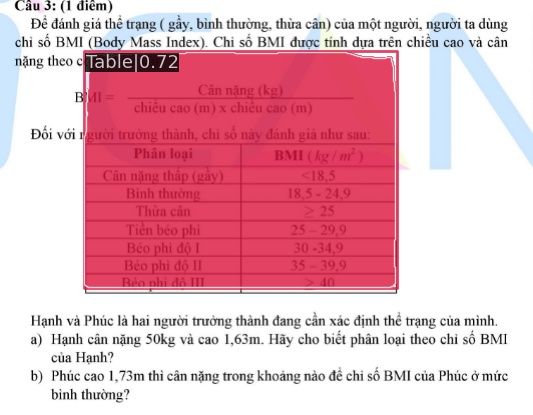 Câu 3: (1 điểm)
Để đánh giá thể trạng ( gầy, bình thường, thừa cân) của một người, người ta dùng
chỉ số BMI (Body Mass Index). Chỉ số BMI được tính dựa trên chiều cao và cân
nặng theo c
Table|0.72
BMI = Cân nặng (kg)
chiều cao (m) x chiều cao (m)
Đối với người trưởng thành, chỉ số này đánh giá như sau:
Phân loại BMI (kg/m²)
Cân nặng thấp (gầy) <18,5
Bình thường 18,5 - 24,9
Thừa cân ≥ 25
Tiền béo phì 25 – 29,9
Béo phì độ I 30 -34,9
Béo phì độ II 35 – 39,9
Béo phì độ III ≥ 40
Hạnh và Phúc là hai người trưởng thành đang cần xác định thể trạng của mình.
a) Hạnh cân nặng 50kg và cao 1,63m. Hãy cho biết phân loại theo chỉ số BMI
của Hạnh?
b) Phúc cao 1,73m thì cân nặng trong khoảng nào để chỉ số BMI của Phúc ở mức
bình thường?